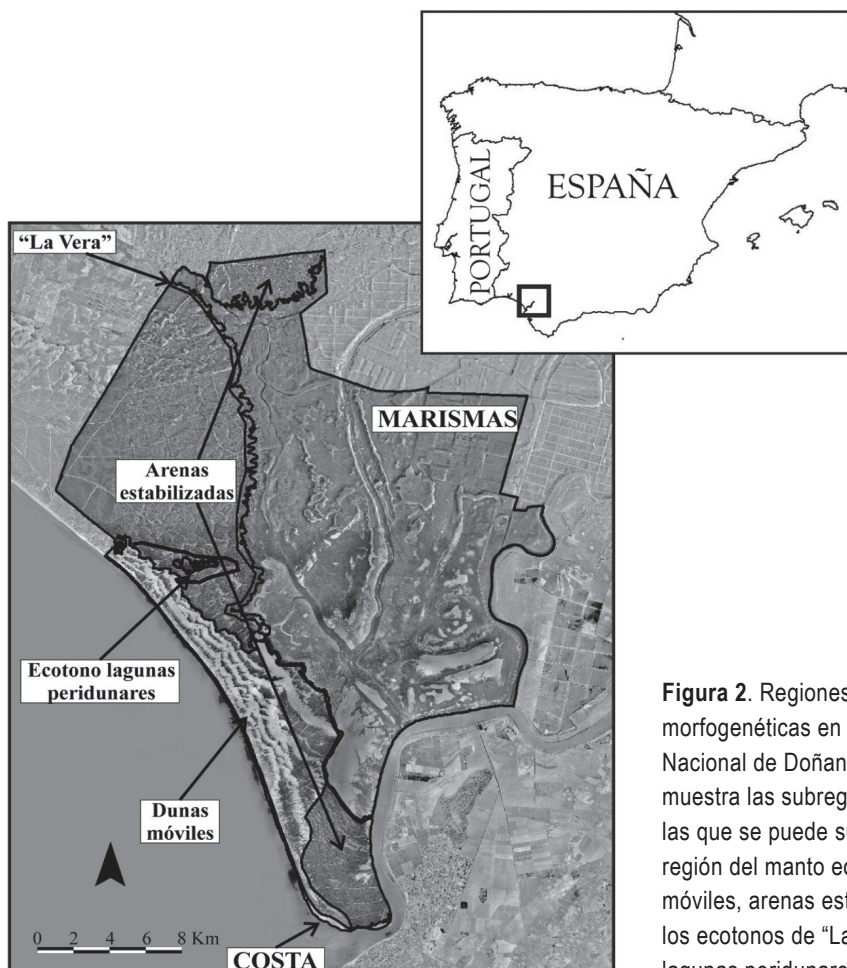 PORTUGAL
ESPAÑA
“La Vera”
MARISMAS
Arenas
estabilizadas
Ecotono lagunas
peridunares
Dunas
móviles
0 2 4 6 8 Km
COSTA
Figura 2. Regiones
morfogenéticas en
Nacional de Doñan
muestra las subreg
las que se puede su
región del manto ec
móviles, arenas est
los ecotonos de “La
lagunas peridunare